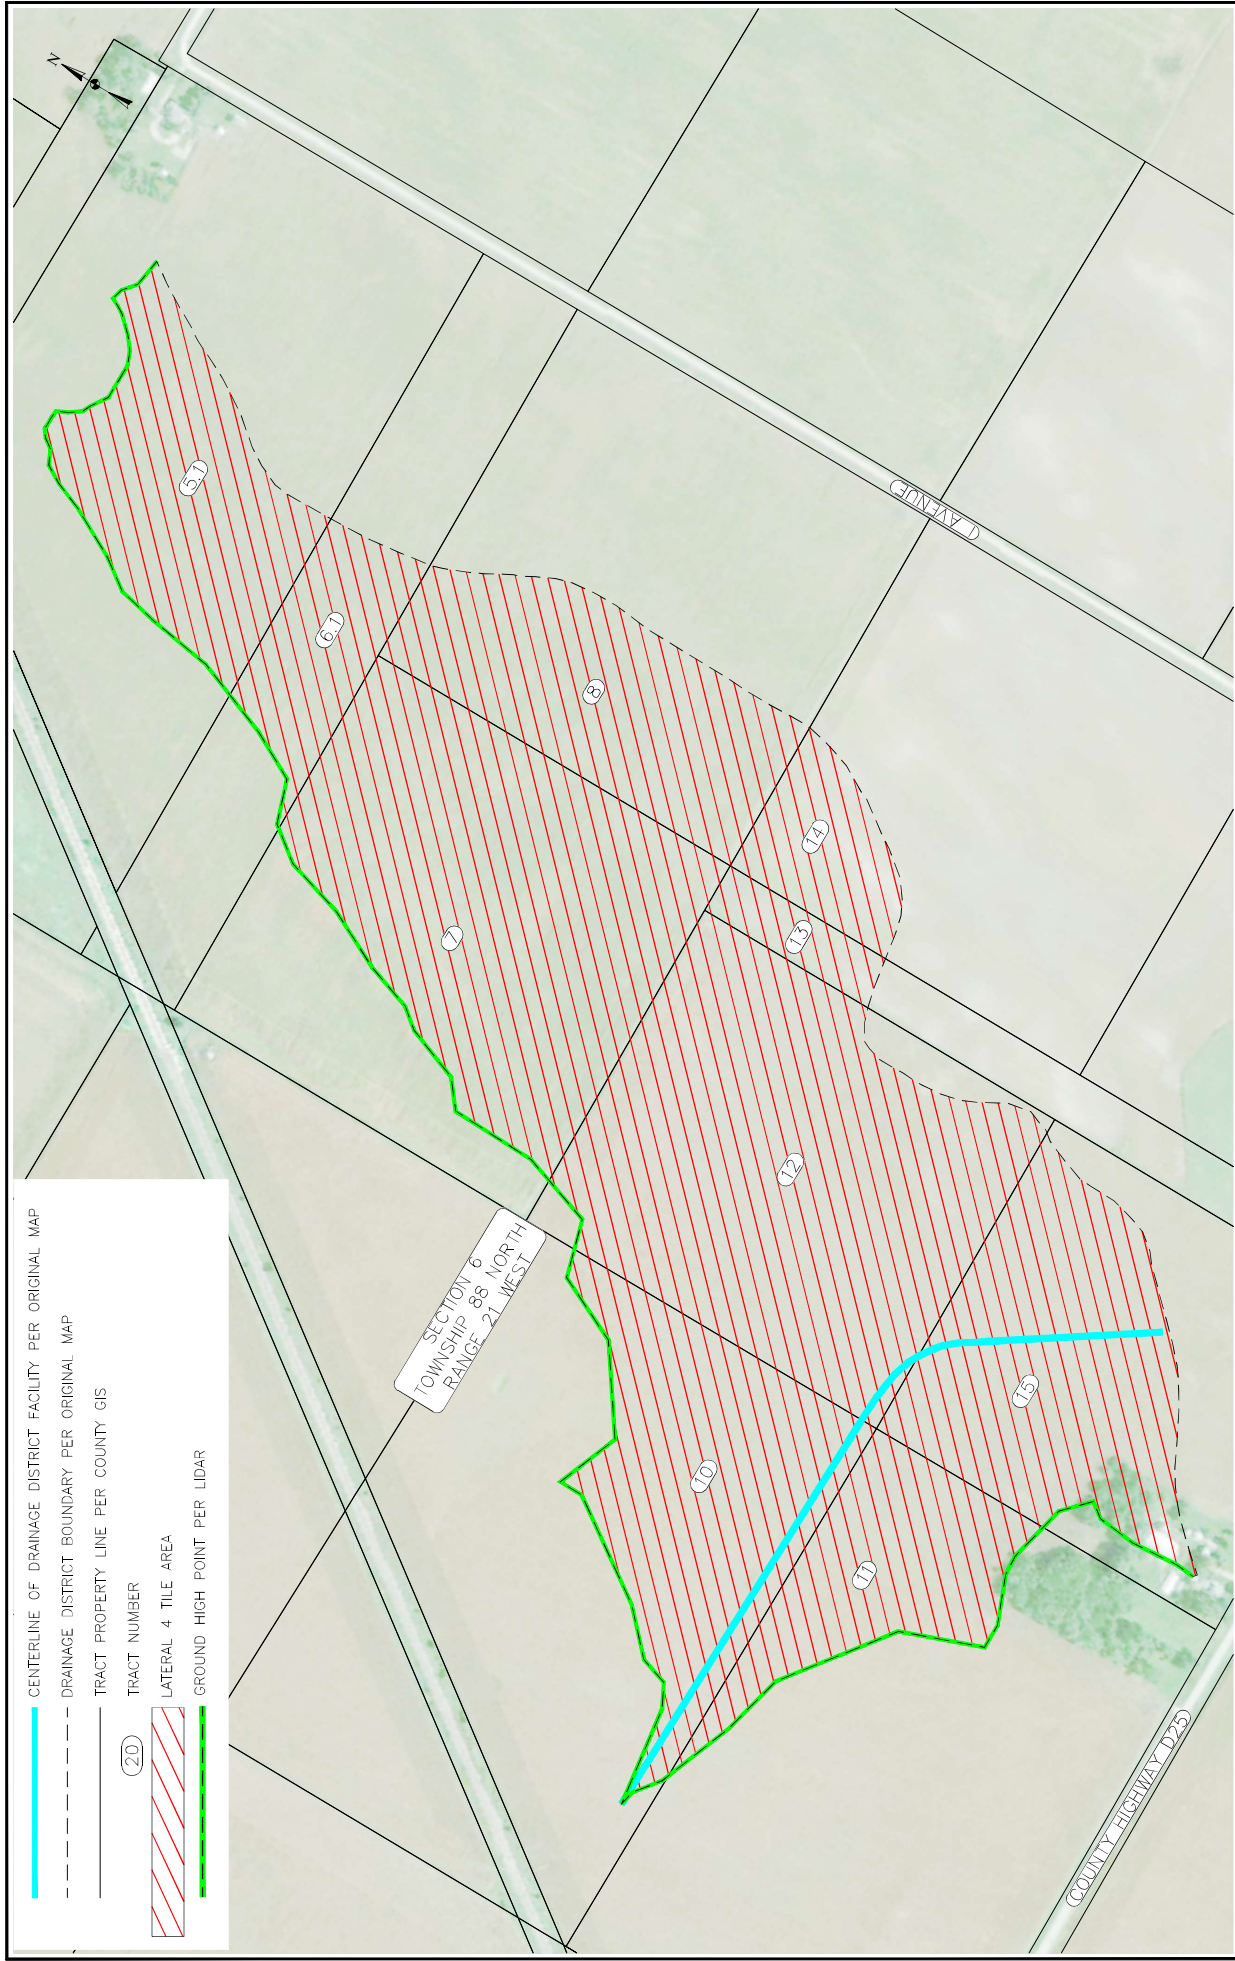 CENTERLINE OF DRAINAGE DISTRICT FACILITY PER ORIGINAL MAP
DRAINAGE DISTRICT BOUNDARY PER ORIGINAL MAP
TRACT PROPERTY LINE PER COUNTY GIS
20 TRACT NUMBER
LATERAL 4 TILE AREA
GROUND HIGH POINT PER LIDAR
N
5.1
6.1
8
7
14
13
12
SECTION 6
TOWNSHIP 88 NORTH
RANGE 21 WEST
10
11
15
L AVENUE
COUNTY HIGHWAY D25